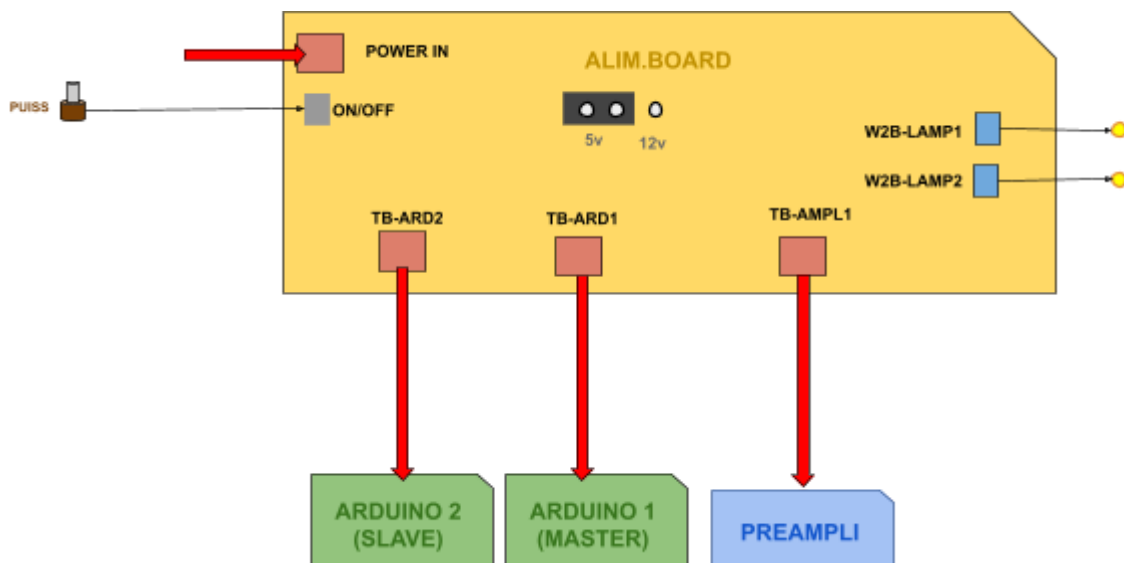 POWER IN
ALIM.BOARD
PUISS
ON/OFF
5v
12v
W2B-LAMP1
W2B-LAMP2
TB-ARD2
TB-ARD1
TB-AMPL1
ARDUINO 2
(SLAVE)
ARDUINO 1
(MASTER)
PREAMPLI